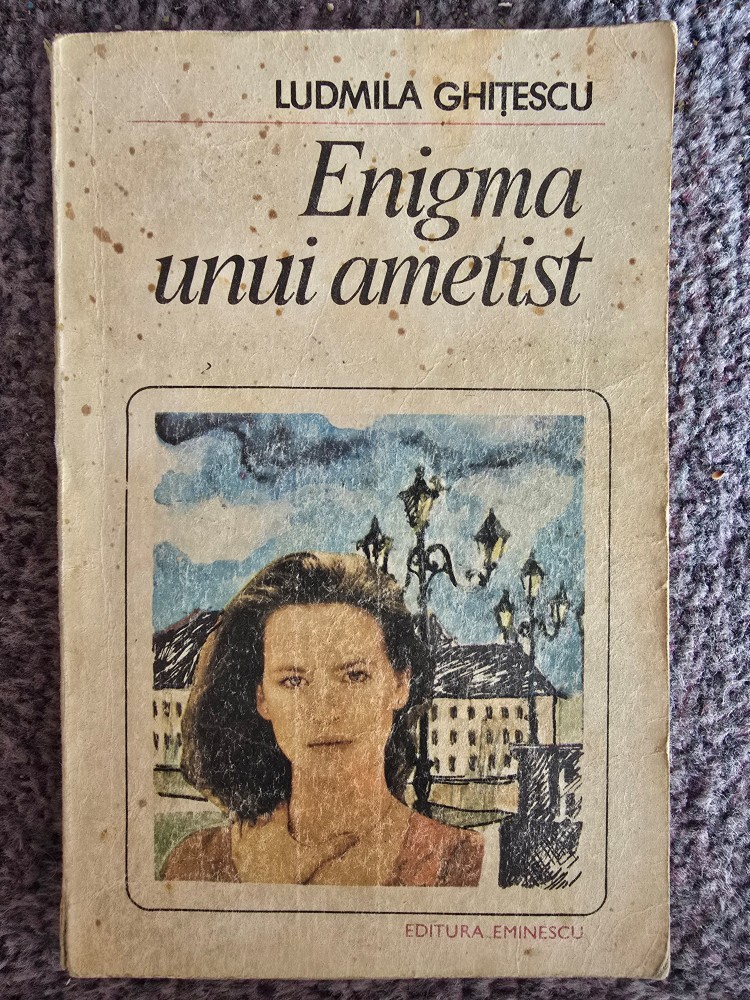 LUDMILA GHIȚESCU
Enigma
unui ametist
EDITURA EMINESCU